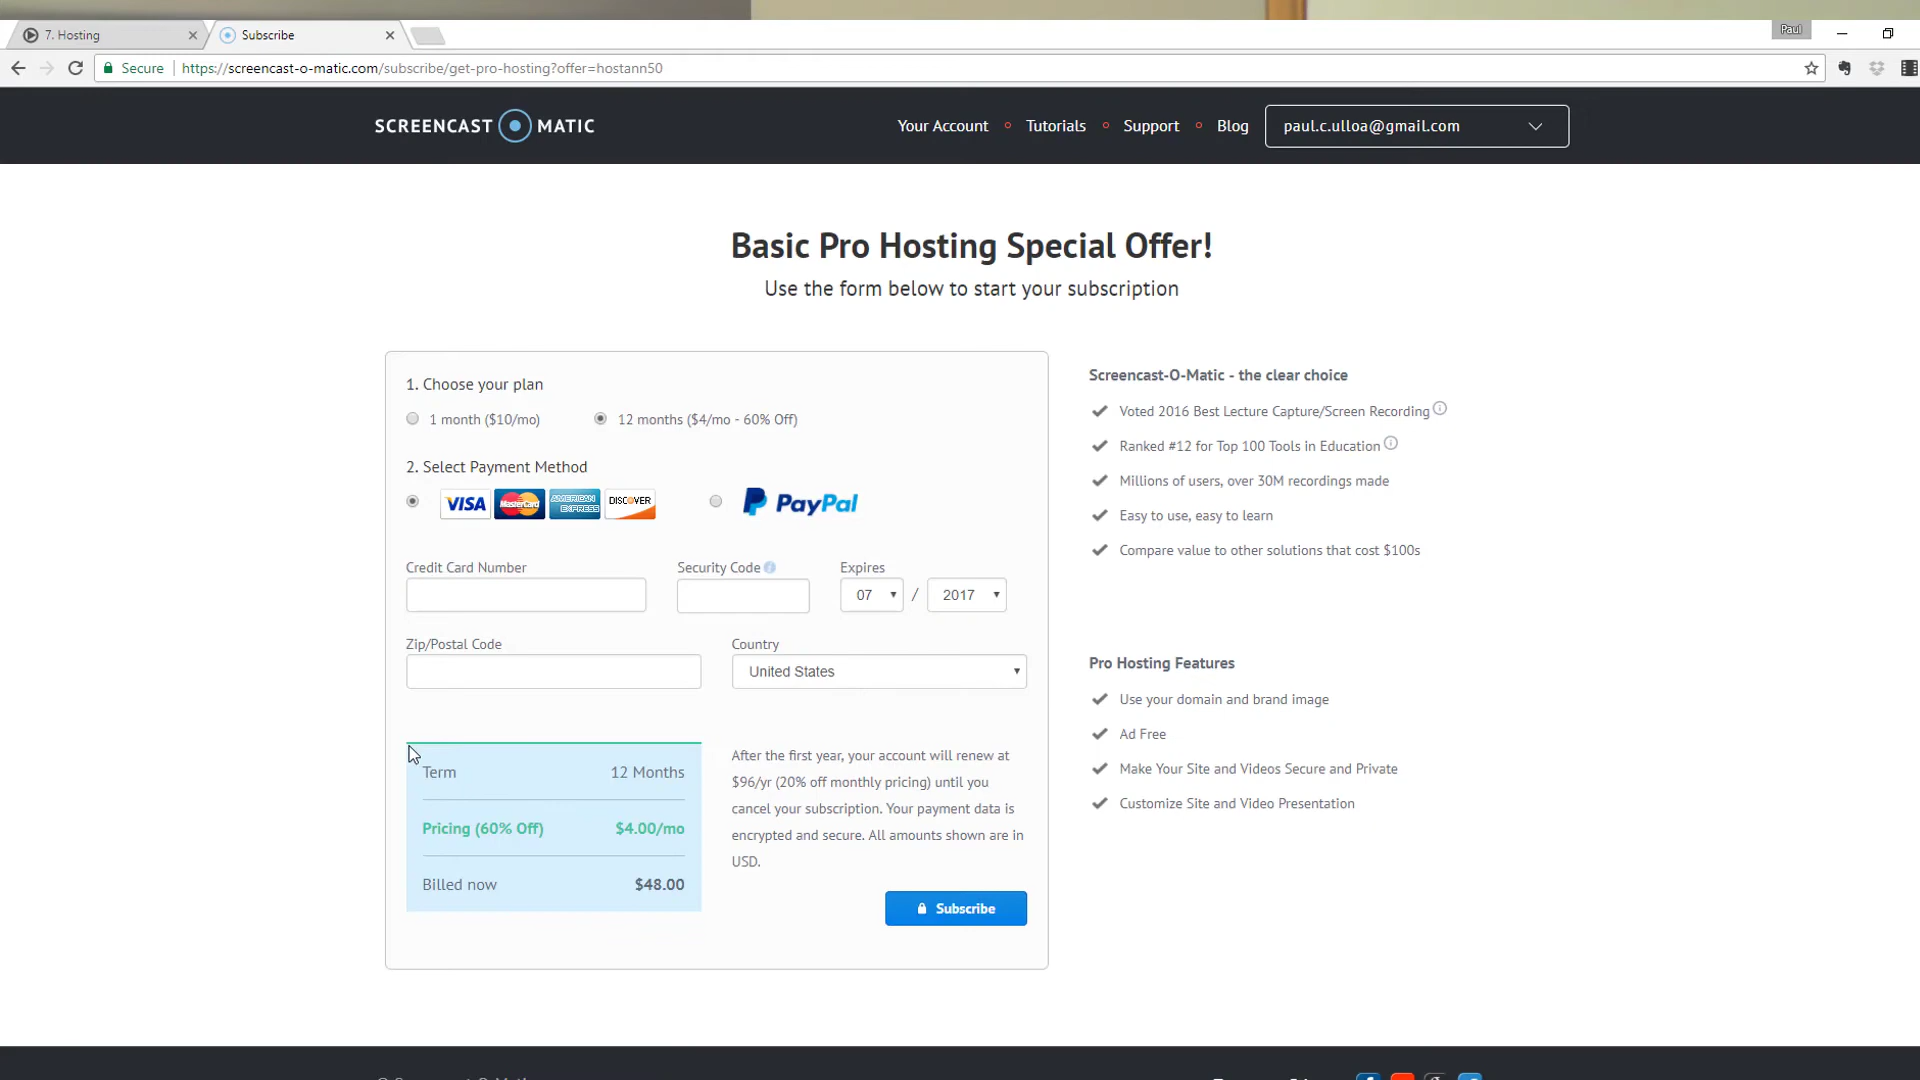 7. Hosting
Subscribe
Paul
Secure https://screencast-o-matic.com/subscribe/get-pro-hosting?offer=hostann50
SCREENCAST MATIC
Your Account
Tutorials
Support
Blog
paul.c.ulloa@gmail.com
Basic Pro Hosting Special Offer!
Use the form below to start your subscription
1. Choose your plan
1 month ($10/mo)
12 months ($4/mo - 60% Off)
2. Select Payment Method
VISA MasterCard AMERICAN EXPRESS DISCOVER
PayPal
Credit Card Number
Security Code
Expires
07 / 2017
Zip/Postal Code
Country
United States
Term 12 Months
Pricing (60% Off) $4.00/mo
Billed now $48.00
After the first year, your account will renew at
$96/yr (20% off monthly pricing) until you
cancel your subscription. Your payment data is
encrypted and secure. All amounts shown are in
USD.
Subscribe
Screencast-O-Matic - the clear choice
Voted 2016 Best Lecture Capture/Screen Recording
Ranked #12 for Top 100 Tools in Education
Millions of users, over 30M recordings made
Easy to use, easy to learn
Compare value to other solutions that cost $100s
Pro Hosting Features
Use your domain and brand image
Ad Free
Make Your Site and Videos Secure and Private
Customize Site and Video Presentation